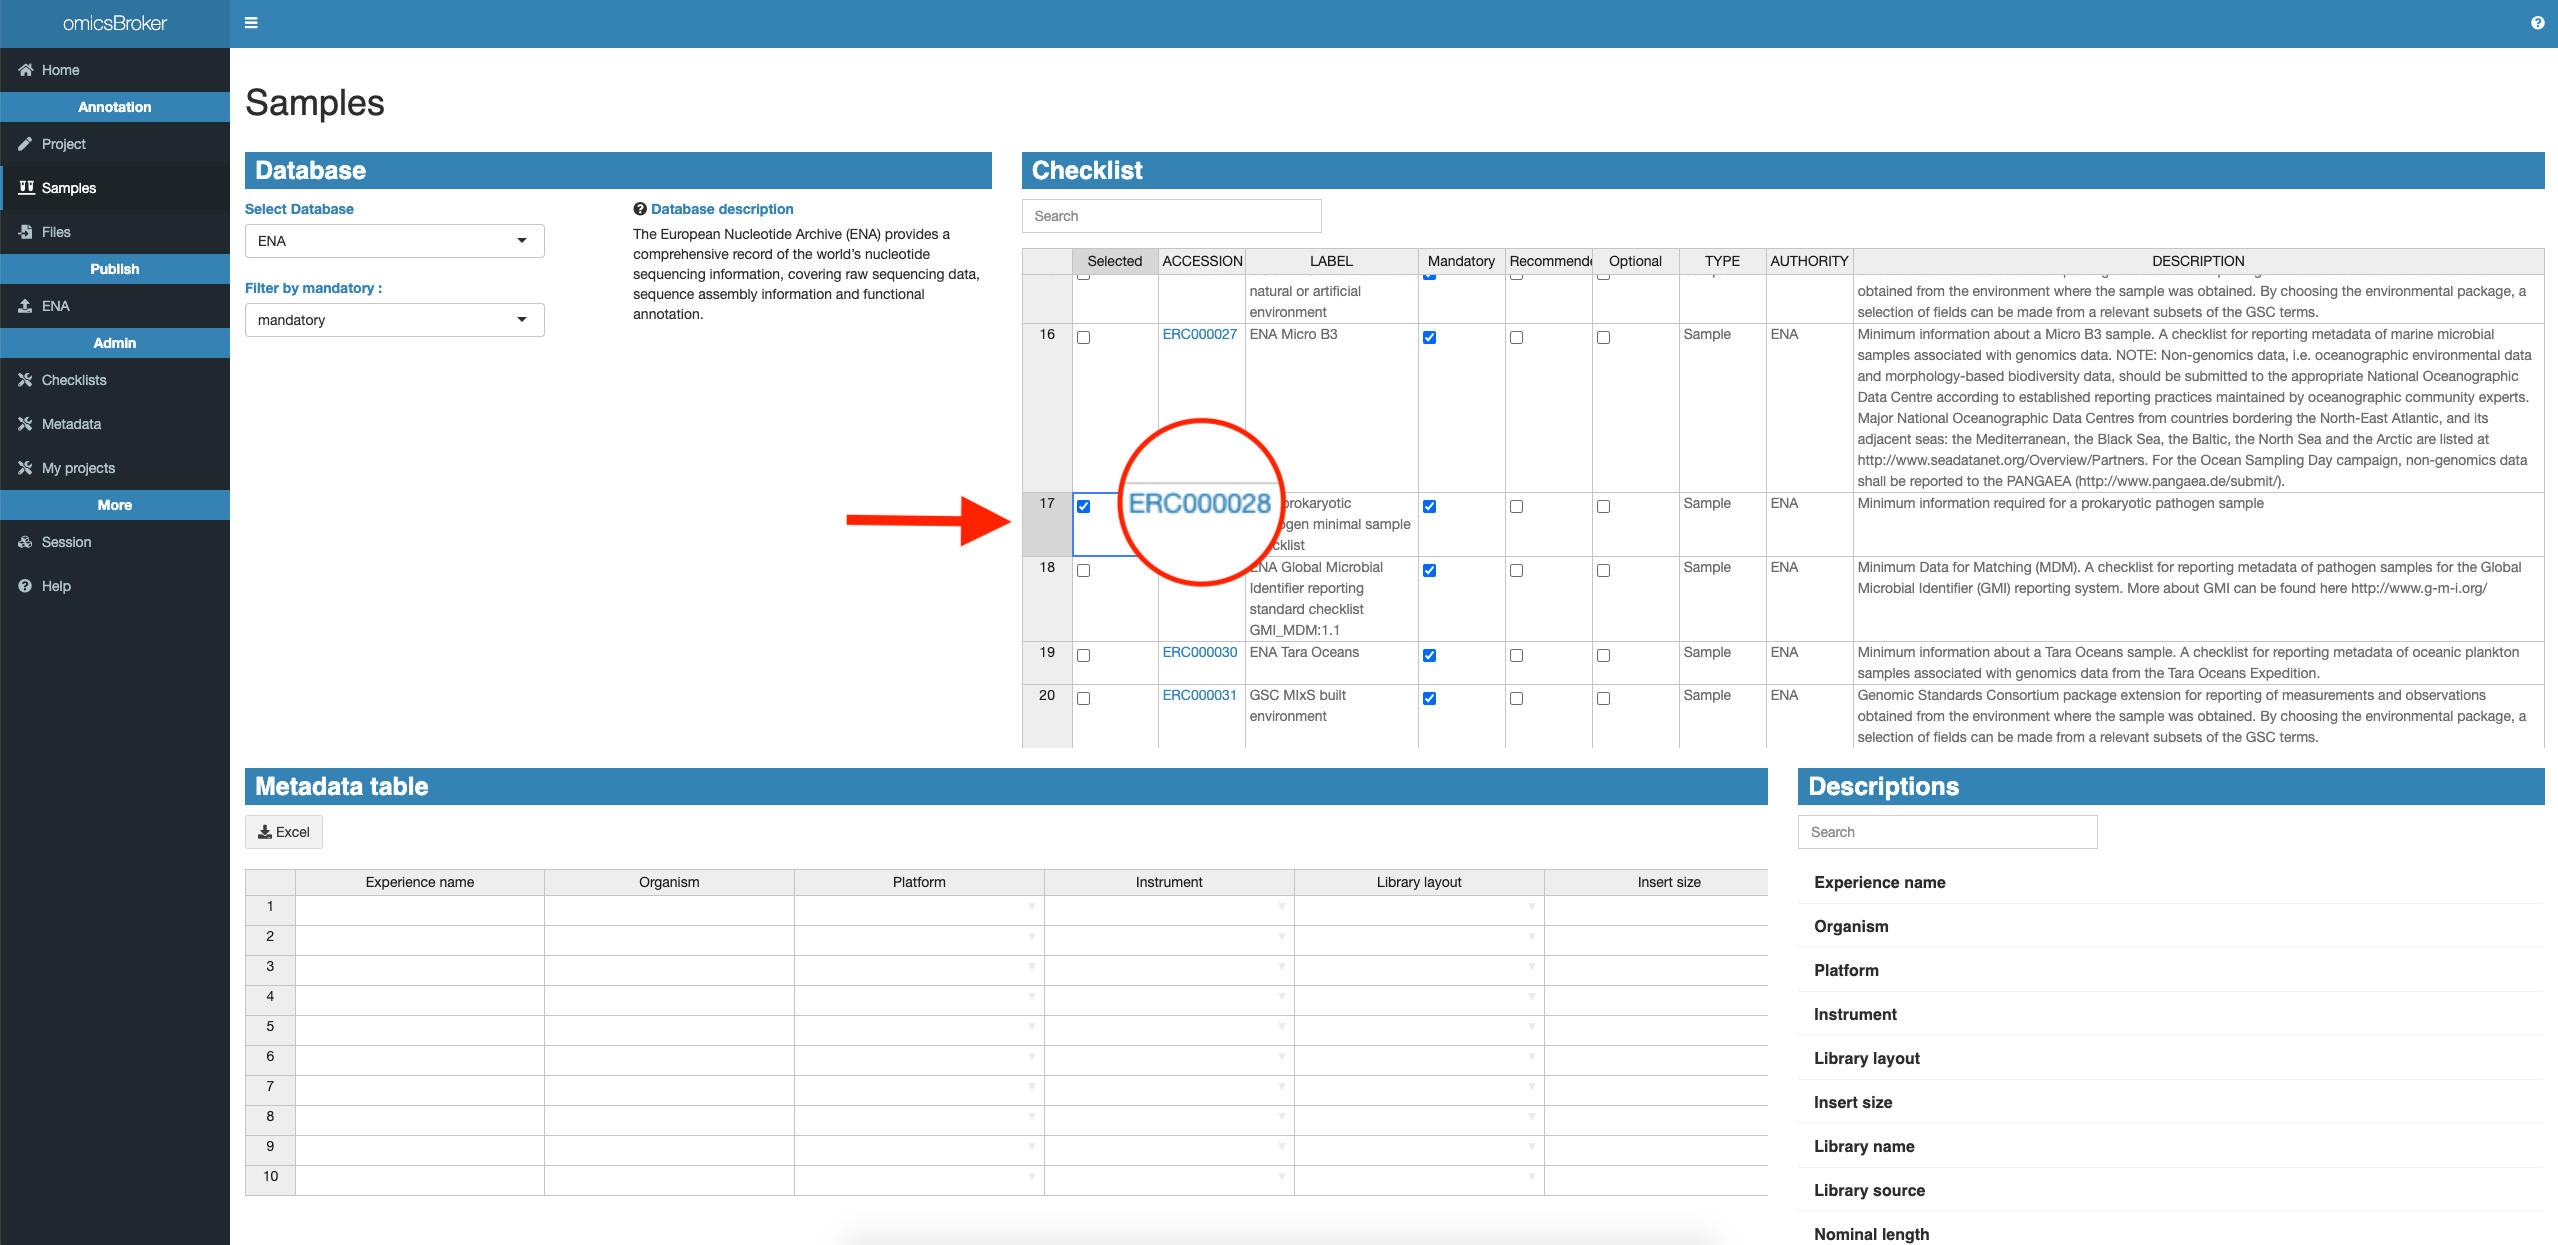 omicsBroker
Home
Annotation
Project
Samples
Files
Publish
ENA
Admin
Checklists
Metadata
My projects
More
Session
Help
Samples
Database
Select Database
ENA
Filter by mandatory :
mandatory
Database description
The European Nucleotide Archive (ENA) provides a
comprehensive record of the world's nucleotide
sequencing information, covering raw sequencing data,
sequence assembly information and functional
annotation.
Checklist
Search
Selected ACCESSION LABEL Mandatory Recommende Optional TYPE AUTHORITY DESCRIPTION
natural or artificial
environment
obtained from the environment where the sample was obtained. By choosing the environmental package, a
selection of fields can be made from a relevant subsets of the GSC terms.
16 ERC000027 ENA Micro B3 Sample ENA Minimum information about a Micro B3 sample. A checklist for reporting metadata of marine microbial
samples associated with genomics data. NOTE: Non-genomics data, i.e. oceanographic environmental data
and morphology-based biodiversity data, should be submitted to the appropriate National Oceanographic
Data Centre according to established reporting practices maintained by oceanographic community experts.
Major National Oceanographic Data Centres from countries bordering the North-East Atlantic, and its
adjacent seas: the Mediterranean, the Black Sea, the Baltic, the North Sea and the Arctic are listed at
http://www.seadatanet.org/Overview/Partners. For the Ocean Sampling Day campaign, non-genomics data
shall be reported to the PANGAEA (http://www.pangaea.de/submit/).
17 ERC000028 prokaryotic Sample ENA Minimum information required for a prokaryotic pathogen sample
ogen minimal sample
cklist
18 ENA Global Microbial Sample ENA Minimum Data for Matching (MDM). A checklist for reporting metadata of pathogen samples for the Global
Identifier reporting Microbial Identifier (GMI) reporting system. More about GMI can be found here http://www.g-m-i.org/
standard checklist
GMI_MDM:1.1
19 ERC000030 ENA Tara Oceans Sample ENA Minimum information about a Tara Oceans sample. A checklist for reporting metadata of oceanic plankton
samples associated with genomics data from the Tara Oceans Expedition.
20 ERC000031 GSC MIxS built Sample ENA Genomic Standards Consortium package extension for reporting of measurements and observations
environment obtained from the environment where the sample was obtained. By choosing the environmental package, a
selection of fields can be made from a relevant subsets of the GSC terms.
Metadata table
Excel
Experience name Organism Platform Instrument Library layout Insert size
1
2
3
4
5
6
7
8
9
10
Descriptions
Search
Experience name
Organism
Platform
Instrument
Library layout
Insert size
Library name
Library source
Nominal length